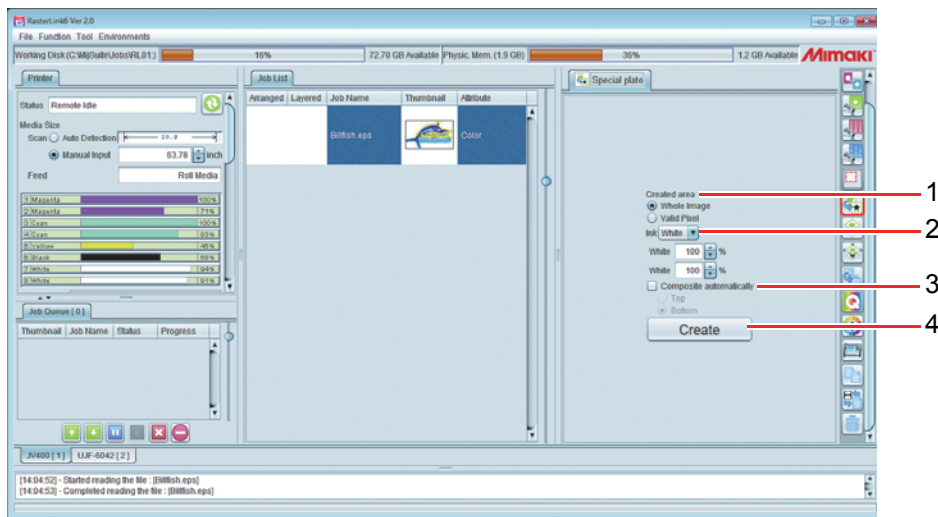 RasterLink6 Ver 2.0
File Function Tool Environments
Working Disk (C:\MijSuite\Jobs\RL01:) 16% 72.70 GB Available Physic. Mem. (1.9 GB) 36% 1.2 GB Available Mimaki
Printer
Status Remote Idle
Media Size
Scan Auto Detection 20.0
Manual Input 63.78 inch
Feed Roll Media
1 Magenta 100%
2 Magenta 71%
3 Cyan 100%
4 Cyan 83%
5 Yellow 45%
6 Black 60%
7 White 94%
8 White 91%
Job Queue [ 0 ]
Thumbnail Job Name Status Progress
JV400 [ 1 ] UJF-6042 [ 2 ]
[14:04:52] - Started reading the file : [Billfish.eps]
[14:04:53] - Completed reading the file : [Billfish.eps]
Job List
Arranged Layered Job Name Thumbnail Attribute
Billfish.eps Color
Special plate
Created area 1
Whole Image
Valid Pixel
Ink White 2
White 100 %
White 100 %
Composite automatically 3
Top
Bottom
Create 4